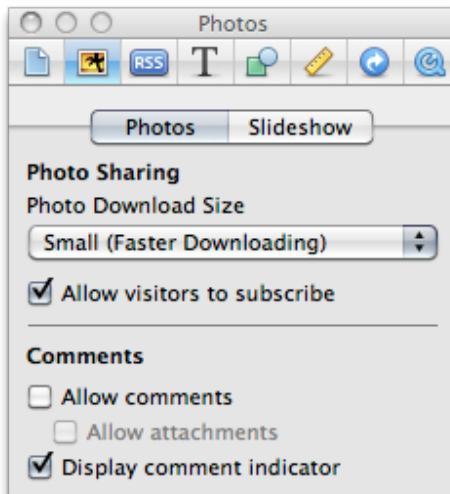 Photos
RSS T
Photos Slideshow
Photo Sharing
Photo Download Size
Small (Faster Downloading)
Allow visitors to subscribe
Comments
Allow comments
Allow attachments
Display comment indicator